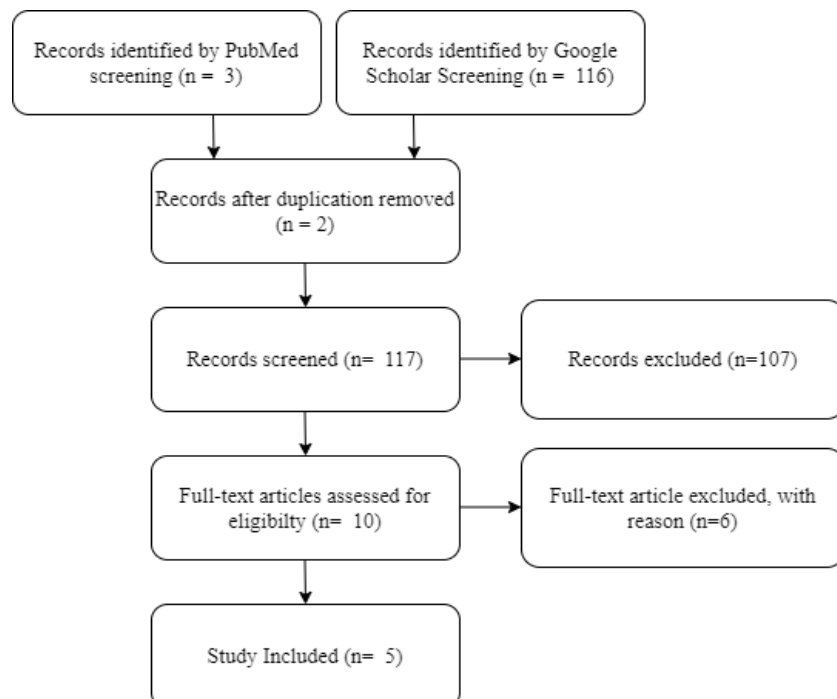 Records identified by PubMed
screening (n = 3)
Records identified by Google
Scholar Screening (n = 116)
Records after duplication removed
(n = 2)
Records screened (n= 117)
Records excluded (n=107)
Full-text articles assessed for
eligibilty (n= 10)
Full-text article excluded, with
reason (n=6)
Study Included (n= 5)